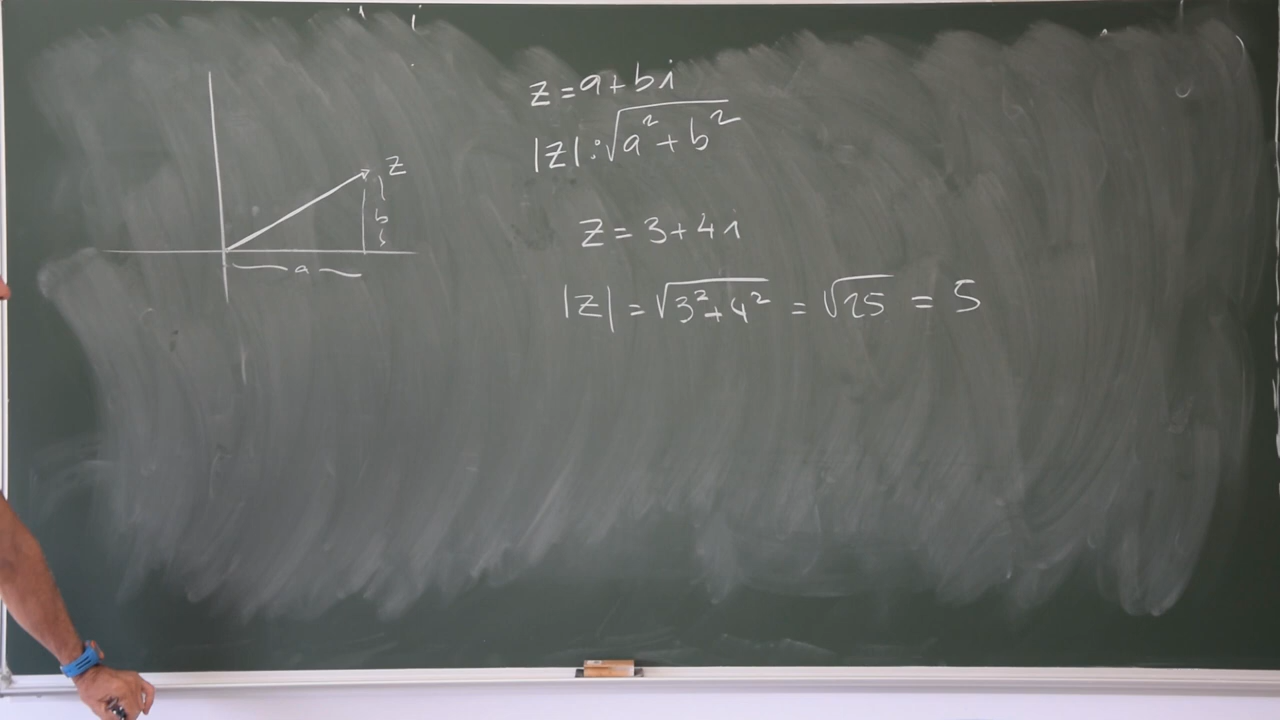 z
b
a
z=a+bi
|z|:√a²+b²
z=3+4i
|z|=√3²+4²=√25=5